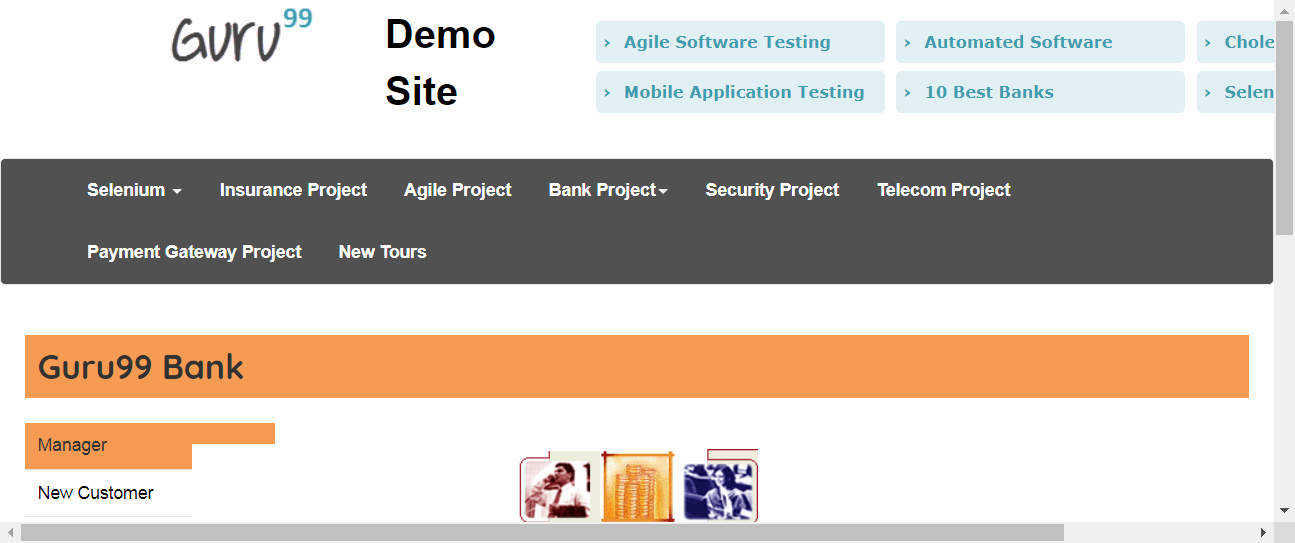 Guru99
Demo
Site
› Agile Software Testing
› Automated Software
› Chole
› Mobile Application Testing
› 10 Best Banks
› Selen
Selenium
Insurance Project
Agile Project
Bank Project
Security Project
Telecom Project
Payment Gateway Project
New Tours
Guru99 Bank
Manager
New Customer